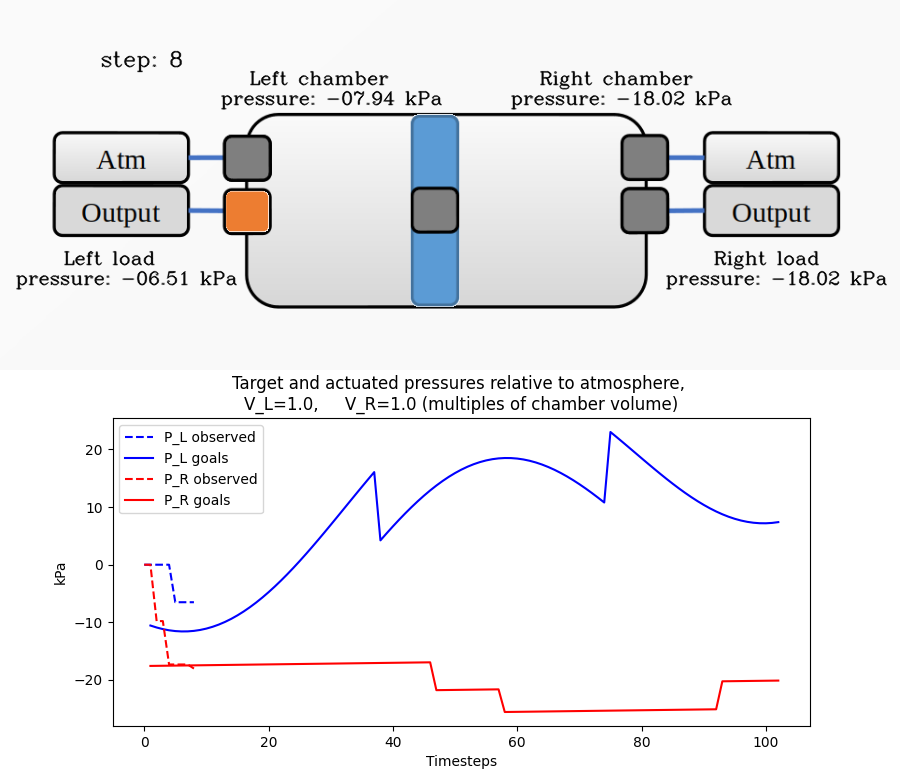 step: 8
Left chamber
pressure: −07.94 kPa
Right chamber
pressure: −18.02 kPa
Atm
Output
Atm
Output
Left load
pressure: −06.51 kPa
Right load
pressure: −18.02 kPa
Target and actuated pressures relative to atmosphere,
V_L=1.0, V_R=1.0 (multiples of chamber volume)
P_L observed
P_L goals
P_R observed
P_R goals
kPa
20
10
0
−10
−20
0 20 40 60 80 100
Timesteps